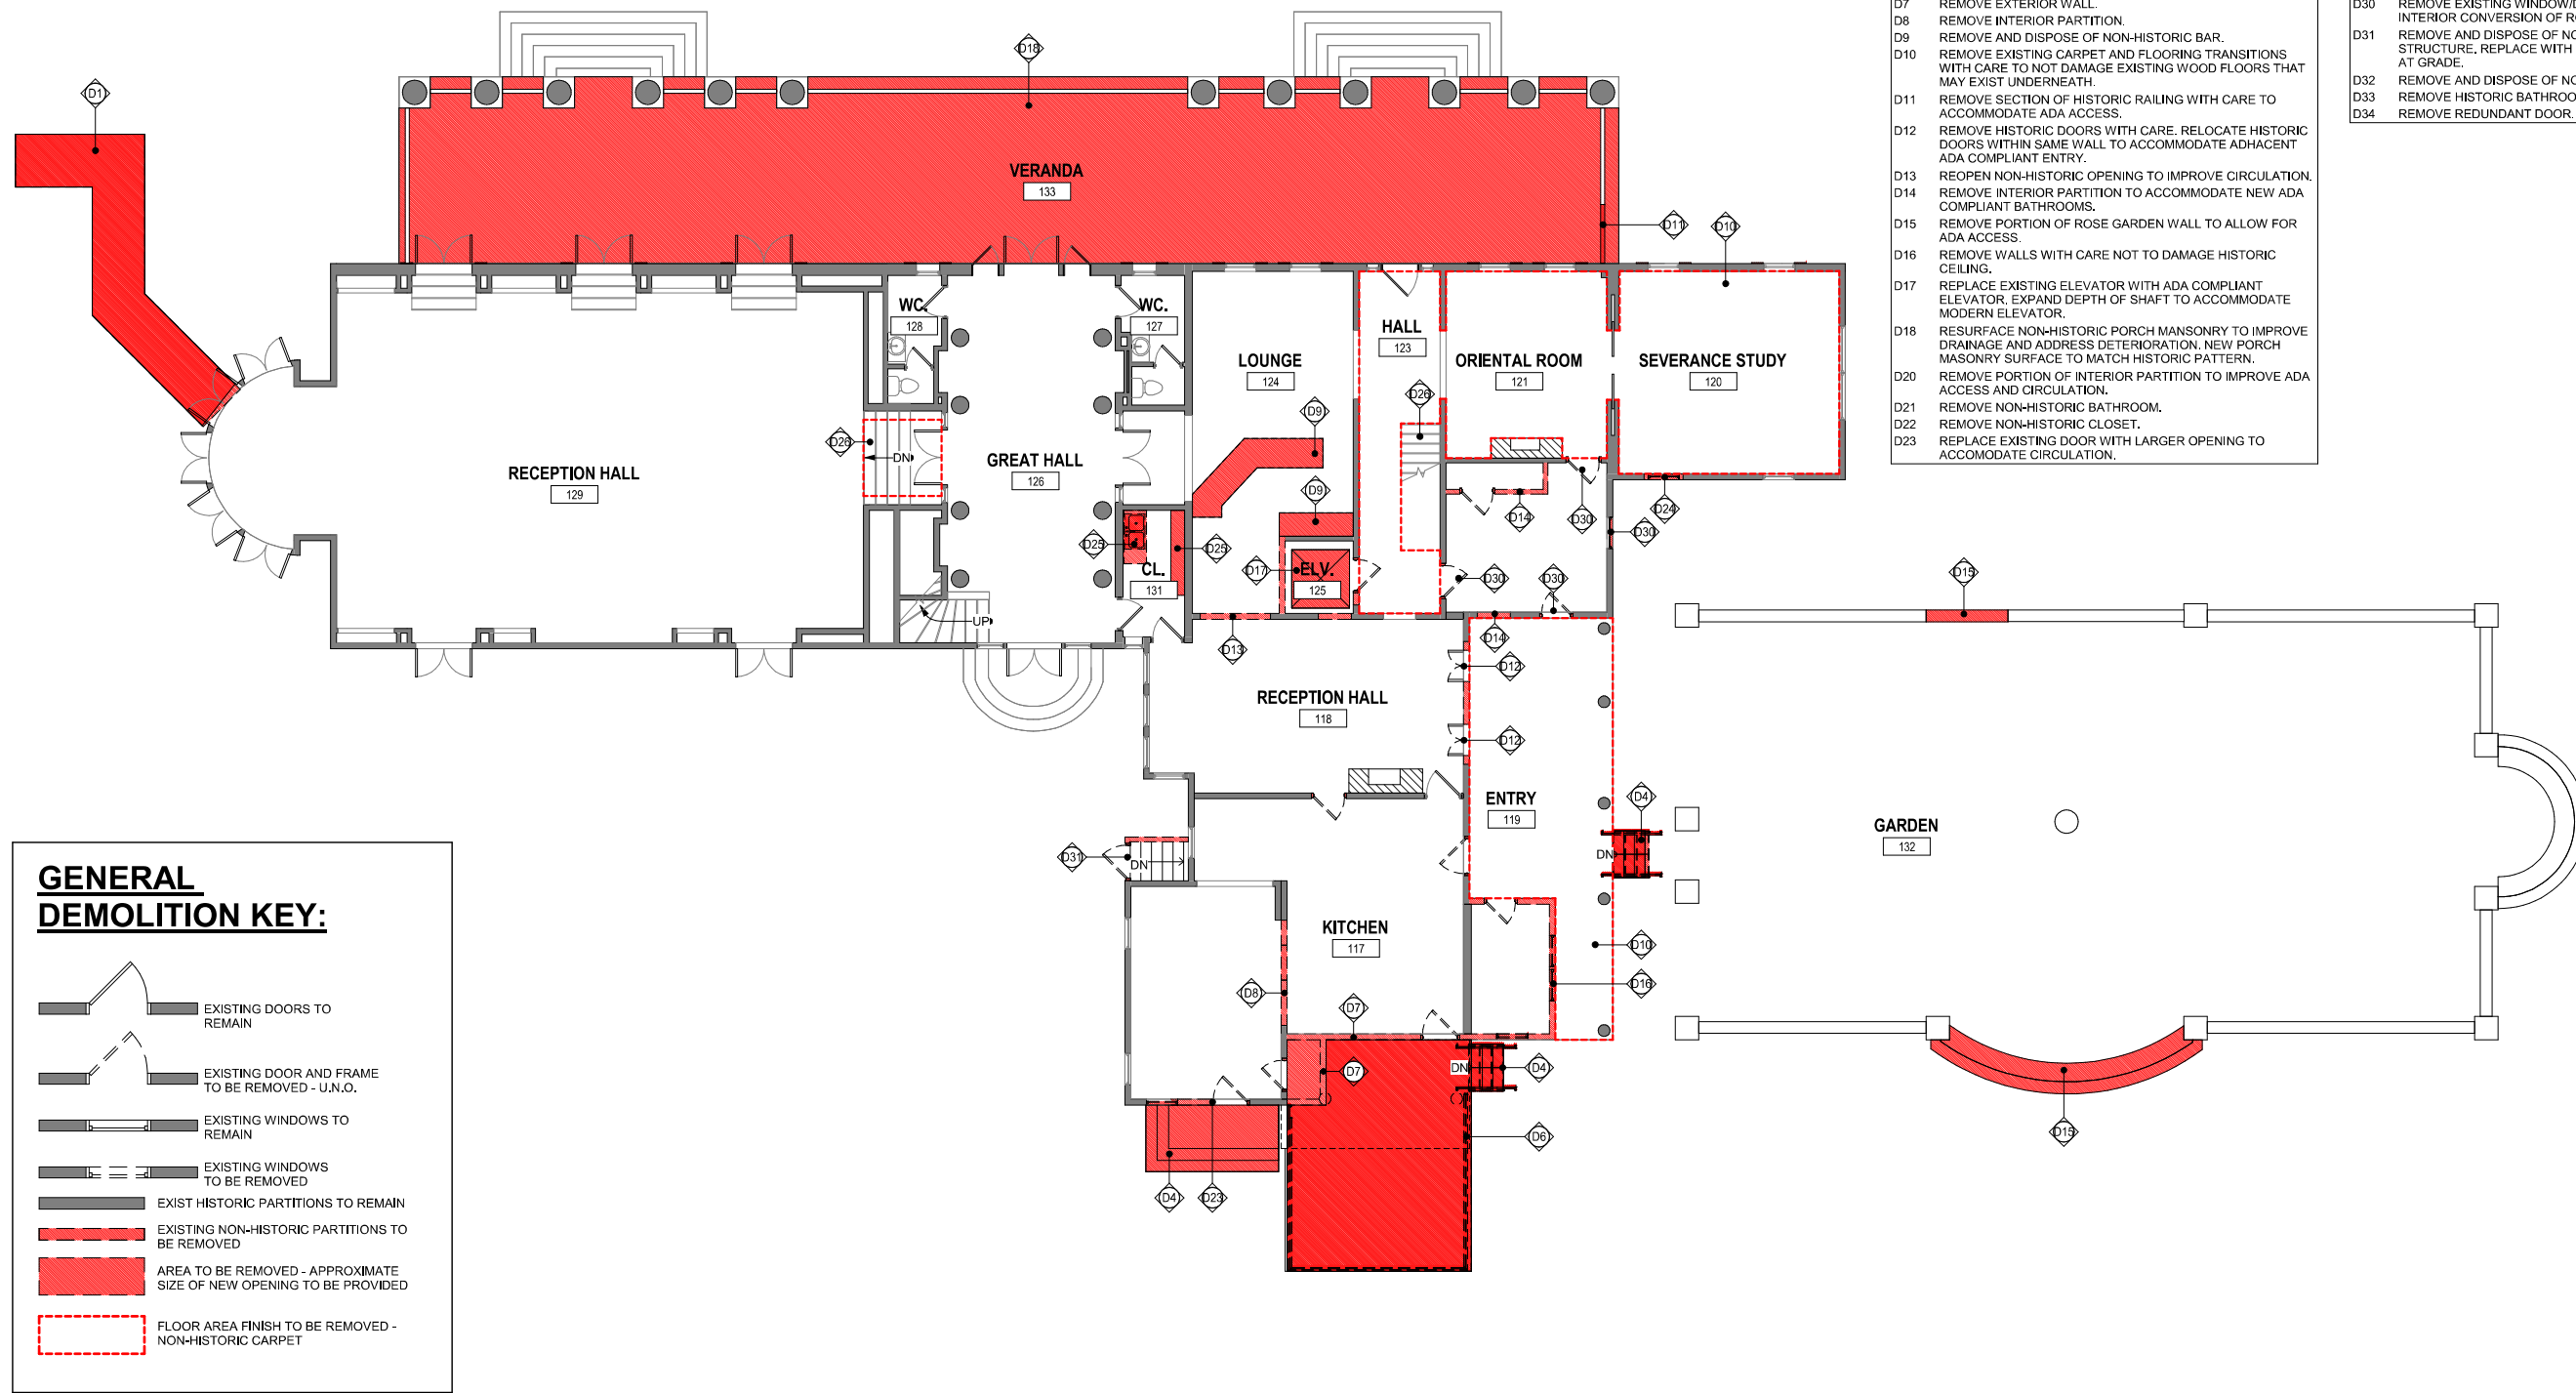 D7 REMOVE EXTERIOR WALL.
D8 REMOVE INTERIOR PARTITION.
D9 REMOVE AND DISPOSE OF NON-HISTORIC BAR.
D10 REMOVE EXISTING CARPET AND FLOORING TRANSITIONS
WITH CARE TO NOT DAMAGE EXISTING WOOD FLOORS THAT
MAY EXIST UNDERNEATH.
D11 REMOVE SECTION OF HISTORIC RAILING WITH CARE TO
ACCOMMODATE ADA ACCESS.
D12 REMOVE HISTORIC DOORS WITH CARE. RELOCATE HISTORIC
DOORS WITHIN SAME WALL TO ACCOMMODATE ADHACENT
ADA COMPLIANT ENTRY.
D13 REOPEN NON-HISTORIC OPENING TO IMPROVE CIRCULATION.
D14 REMOVE INTERIOR PARTITION TO ACCOMMODATE NEW ADA
COMPLIANT BATHROOMS.
D15 REMOVE PORTION OF ROSE GARDEN WALL TO ALLOW FOR
ADA ACCESS.
D16 REMOVE WALLS WITH CARE NOT TO DAMAGE HISTORIC
CEILING.
D17 REPLACE EXISTING ELEVATOR WITH ADA COMPLIANT
ELEVATOR, EXPAND DEPTH OF SHAFT TO ACCOMMODATE
MODERN ELEVATOR.
D18 RESURFACE NON-HISTORIC PORCH MANSONRY TO IMPROVE
DRAINAGE AND ADDRESS DETERIORATION. NEW PORCH
MASONRY SURFACE TO MATCH HISTORIC PATTERN.
D20 REMOVE PORTION OF INTERIOR PARTITION TO IMPROVE ADA
ACCESS AND CIRCULATION.
D21 REMOVE NON-HISTORIC BATHROOM.
D22 REMOVE NON-HISTORIC CLOSET.
D23 REPLACE EXISTING DOOR WITH LARGER OPENING TO
ACCOMODATE CIRCULATION.
D30 REMOVE EXISTING WINDOW/
INTERIOR CONVERSION OF
D31 REMOVE AND DISPOSE OF
STRUCTURE. REPLACE WITH
AT GRADE.
D32 REMOVE AND DISPOSE OF
D33 REMOVE HISTORIC
D34 REMOVE REDUNDANT DOOR.
D18
D1
VERANDA
133
D11
D10
WC.
128
WC.
127
HALL
123
LOUNGE
124
ORIENTAL ROOM
121
SEVERANCE STUDY
120
D26
D9
D26
DN
RECEPTION HALL
129
GREAT HALL
126
D9
D14
D30
D24
D30
D25
D25
CL.
131
D17
ELV.
125
D30
D30
D15
UP
D13
D14
D12
RECEPTION HALL
118
D12
ENTRY
119
D4
DN
GARDEN
132
D31
DN
KITCHEN
117
D10
D16
D8
D7
D7
DN
D4
D6
D15
D4
D23
GENERAL
DEMOLITION KEY:
EXISTING DOORS TO
REMAIN
EXISTING DOOR AND FRAME
TO BE REMOVED - U.N.O.
EXISTING WINDOWS TO
REMAIN
EXISTING WINDOWS
TO BE REMOVED
EXIST HISTORIC PARTITIONS TO REMAIN
EXISTING NON-HISTORIC PARTITIONS TO
BE REMOVED
AREA TO BE REMOVED - APPROXIMATE
SIZE OF NEW OPENING TO BE PROVIDED
FLOOR AREA FINISH TO BE REMOVED -
NON-HISTORIC CARPET